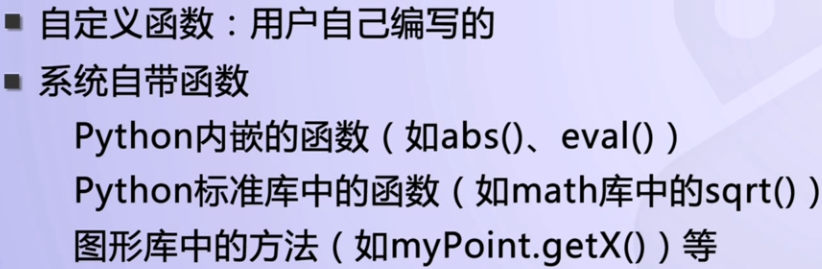 ■ 自定义函数：用户自己编写的
■ 系统自带函数
Python内嵌的函数（如abs()、eval()）
Python标准库中的函数（如math库中的sqrt()）
图形库中的方法（如myPoint.getX()）等